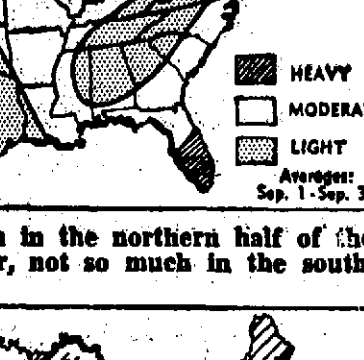 HEAVY
MODERA
LIGHT
Averages:
Sep. 1 - Sep. 3
n in the northern half of the
r, not so much in the south